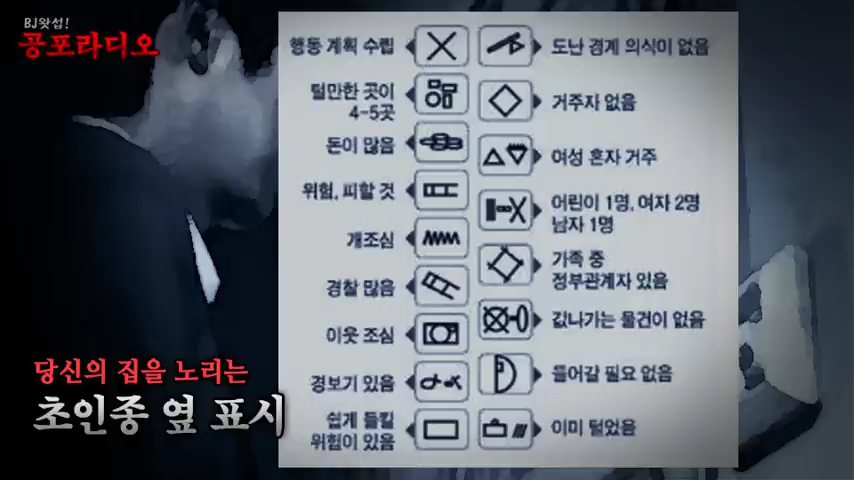 BJ왓섭!
공포라디오
행동 계획 수립
털만한 곳이
4-5곳
돈이 많음
위험, 피할 것
개조심
경찰 많음
이웃 조심
경보기 있음
쉽게 들킬
위험이 있음
도난 경계 의식이 없음
거주자 없음
여성 혼자 거주
어린이 1명, 여자 2명
남자 1명
가족 중
정부관계자 있음
값나가는 물건이 없음
들어갈 필요 없음
이미 털었음
당신의 집을 노리는
초인종 옆 표시